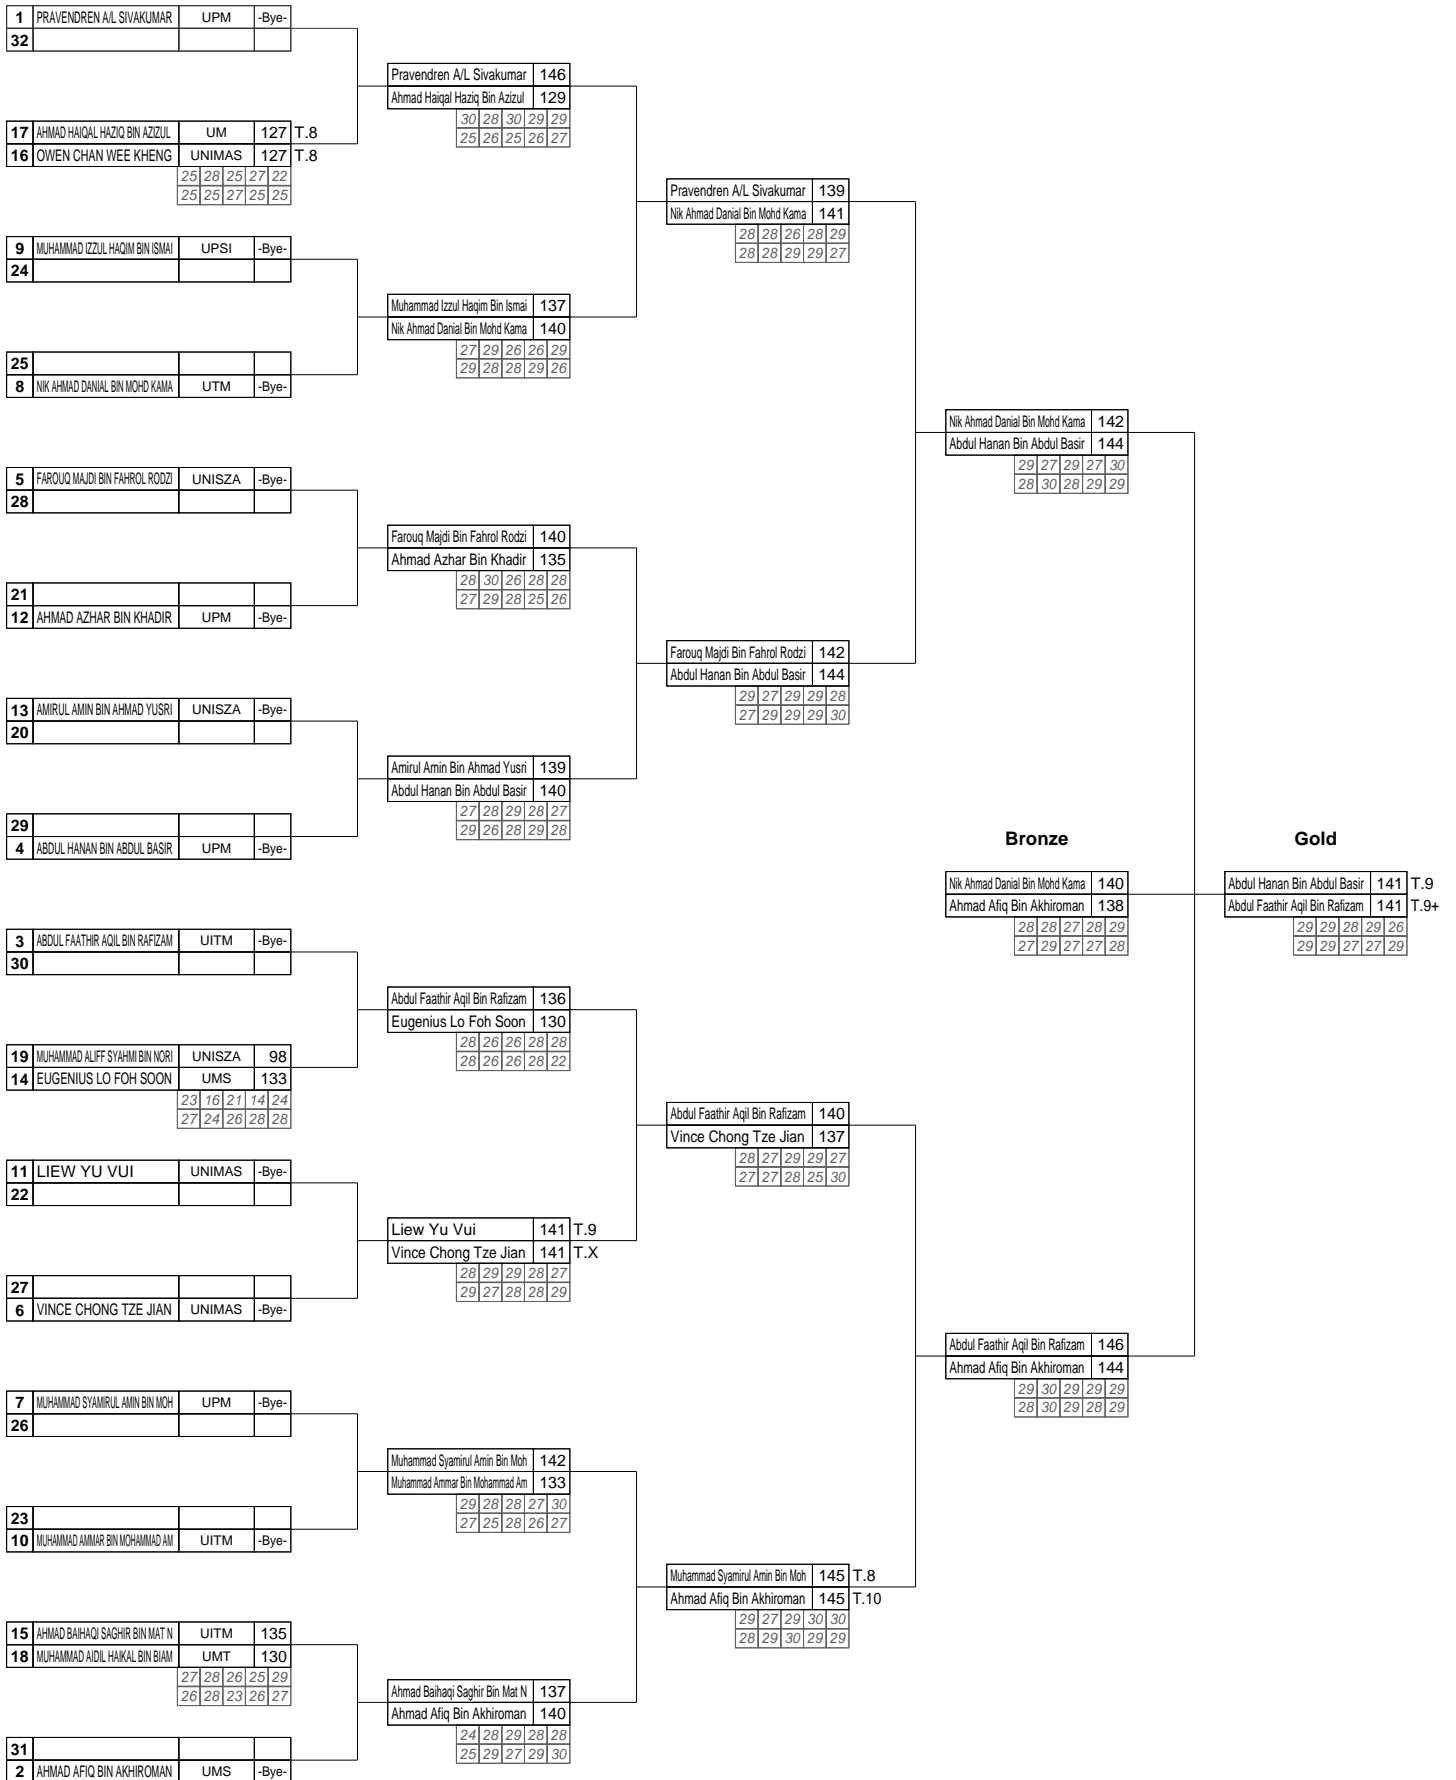 1 PRAVENDREN A/L SIVAKUMAR UPM -Bye-
32
17 AHMAD HAIQAL HAZIQ BIN AZIZUL UM 127 T.8
16 OWEN CHAN WEE KHENG UNIMAS 127 T.8
25 28 25 27 22
25 25 27 25 25
9 MUHAMMAD IZZUL HAQIM BIN ISMAI UPSI -Bye-
24
25
8 NIK AHMAD DANIAL BIN MOHD KAMA UTM -Bye-
5 FAROUQ MAJDI BIN FAHROL RODZI UNISZA -Bye-
28
21
12 AHMAD AZHAR BIN KHADIR UPM -Bye-
13 AMIRUL AMIN BIN AHMAD YUSRI UNISZA -Bye-
20
29
4 ABDUL HANAN BIN ABDUL BASIR UPM -Bye-
3 ABDUL FAATHIR AQIL BIN RAFIZAM UITM -Bye-
30
19 MUHAMMAD ALIFF SYAHMI BIN NORI UNISZA 98
14 EUGENIUS LO FOH SOON UMS 133
23 16 21 14 24
27 24 26 28 28
11 LIEW YU VUI UNIMAS -Bye-
22
27
6 VINCE CHONG TZE JIAN UNIMAS -Bye-
7 MUHAMMAD SYAMIRUL AMIN BIN MOH UPM -Bye-
26
23
10 MUHAMMAD AMMAR BIN MOHAMMAD AM UITM -Bye-
15 AHMAD BAIHAQI SAGHIR BIN MAT N UITM 135
18 MUHAMMAD AIDIL HAIKAL BIN BIAM UMT 130
27 28 26 25 29
26 28 23 26 27
31
2 AHMAD AFIQ BIN AKHIROMAN UMS -Bye-
Pravendren A/L Sivakumar 146
Ahmad Haiqal Haziq Bin Azizul 129
30 28 30 29 29
25 26 25 26 27
Muhammad Izzul Haqim Bin Ismai 137
Nik Ahmad Danial Bin Mohd Kama 140
27 29 26 26 29
29 28 28 29 26
Farouq Majdi Bin Fahrol Rodzi 140
Ahmad Azhar Bin Khadir 135
28 30 26 28 28
27 29 28 25 26
Amirul Amin Bin Ahmad Yusri 139
Abdul Hanan Bin Abdul Basir 140
27 28 29 28 27
29 26 28 29 28
Abdul Faathir Aqil Bin Rafizam 136
Eugenius Lo Foh Soon 130
28 26 26 28 28
28 26 26 28 22
Liew Yu Vui 141 T.9
Vince Chong Tze Jian 141 T.X
28 29 29 28 27
29 27 28 28 29
Muhammad Syamirul Amin Bin Moh 142
Muhammad Ammar Bin Mohammad Am 133
29 28 28 27 30
27 25 28 26 27
Ahmad Baihaqi Saghir Bin Mat N 137
Ahmad Afiq Bin Akhiroman 140
24 28 29 28 28
25 29 27 29 30
Pravendren A/L Sivakumar 139
Nik Ahmad Danial Bin Mohd Kama 141
28 28 26 28 29
28 28 29 29 27
Farouq Majdi Bin Fahrol Rodzi 142
Abdul Hanan Bin Abdul Basir 144
29 27 29 29 28
27 29 29 29 30
Abdul Faathir Aqil Bin Rafizam 140
Vince Chong Tze Jian 137
28 27 29 29 27
27 27 28 25 30
Muhammad Syamirul Amin Bin Moh 145 T.8
Ahmad Afiq Bin Akhiroman 145 T.10
29 27 29 30 30
28 29 30 29 29
Nik Ahmad Danial Bin Mohd Kama 142
Abdul Hanan Bin Abdul Basir 144
29 27 29 27 30
28 30 28 29 29
Bronze
Nik Ahmad Danial Bin Mohd Kama 140
Ahmad Afiq Bin Akhiroman 138
28 28 27 28 29
27 29 27 27 28
Abdul Faathir Aqil Bin Rafizam 146
Ahmad Afiq Bin Akhiroman 144
29 30 29 29 29
28 30 29 28 29
Gold
Abdul Hanan Bin Abdul Basir 141 T.9
Abdul Faathir Aqil Bin Rafizam 141 T.9+
29 29 28 29 26
29 29 27 27 29